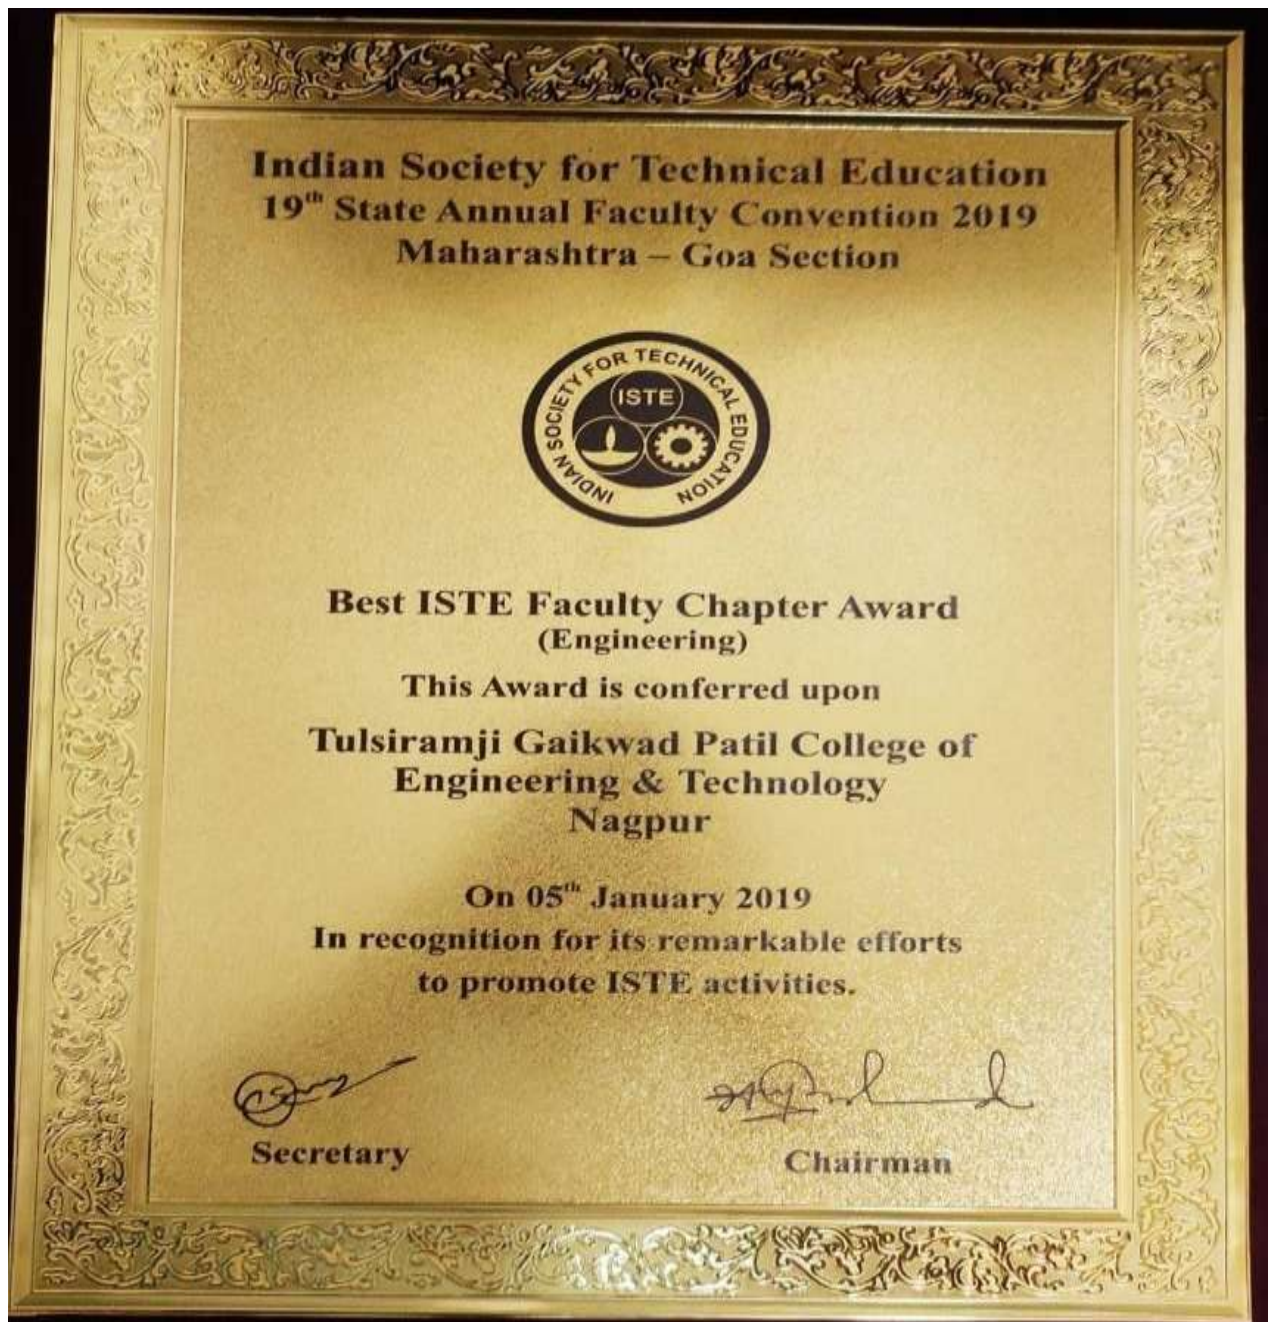 Indian Society for Technical Education
19th State Annual Faculty Convention 2019
Maharashtra – Goa Section
INDIAN SOCIETY FOR TECHNICAL EDUCATION
ISTE
Best ISTE Faculty Chapter Award
(Engineering)
This Award is conferred upon
Tulsiramji Gaikwad Patil College of
Engineering & Technology
Nagpur
On 05th January 2019
In recognition for its remarkable efforts
to promote ISTE activities.
Secretary
Chairman